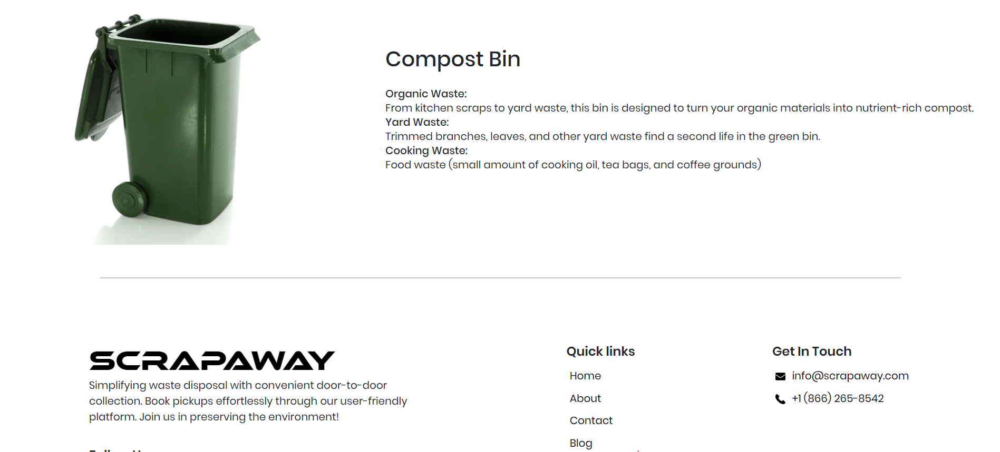 Compost Bin
Organic Waste:
From kitchen scraps to yard waste, this bin is designed to turn your organic materials into nutrient-rich compost.
Yard Waste:
Trimmed branches, leaves, and other yard waste find a second life in the green bin.
Cooking Waste:
Food waste (small amount of cooking oil, tea bags, and coffee grounds)
SCRAPAWAY
Simplifying waste disposal with convenient door-to-door
collection. Book pickups effortlessly through our user-friendly
platform. Join us in preserving the environment!
Quick links
Home
About
Contact
Blog
Get In Touch
info@scrapaway.com
+1 (866) 265-8542